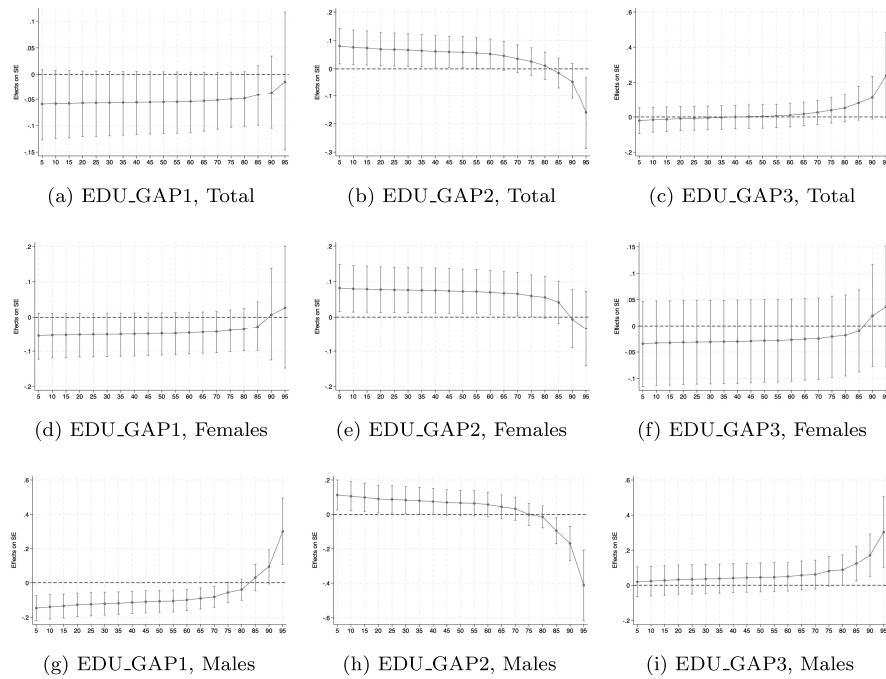 .1
.05
0
-.05
-.1
-.15
Effects on SE
5 10 15 20 25 30 35 40 45 50 55 60 65 70 75 80 85 90 95
(a) EDU_GAP1, Total
.2
.1
0
-.1
-.2
-.3
Effects on SE
5 10 15 20 25 30 35 40 45 50 55 60 65 70 75 80 85 90 95
(b) EDU_GAP2, Total
.6
.4
.2
0
-.2
Effects on SE
5 10 15 20 25 30 35 40 45 50 55 60 65 70 75 80 85 90 95
(c) EDU_GAP3, Total
.2
.1
0
-.1
-.2
Effects on SE
5 10 15 20 25 30 35 40 45 50 55 60 65 70 75 80 85 90 95
(d) EDU_GAP1, Females
.2
.1
0
-.1
-.2
Effects on SE
5 10 15 20 25 30 35 40 45 50 55 60 65 70 75 80 85 90 95
(e) EDU_GAP2, Females
.15
.1
.05
0
-.05
-.1
Effects on SE
5 10 15 20 25 30 35 40 45 50 55 60 65 70 75 80 85 90 95
(f) EDU_GAP3, Females
.6
.4
.2
0
-.2
Effects on SE
5 10 15 20 25 30 35 40 45 50 55 60 65 70 75 80 85 90 95
(g) EDU_GAP1, Males
.2
0
-.2
-.4
-.6
Effects on SE
5 10 15 20 25 30 35 40 45 50 55 60 65 70 75 80 85 90 95
(h) EDU_GAP2, Males
.6
.4
.2
0
-.2
Effects on SE
5 10 15 20 25 30 35 40 45 50 55 60 65 70 75 80 85 90 95
(i) EDU_GAP3, Males